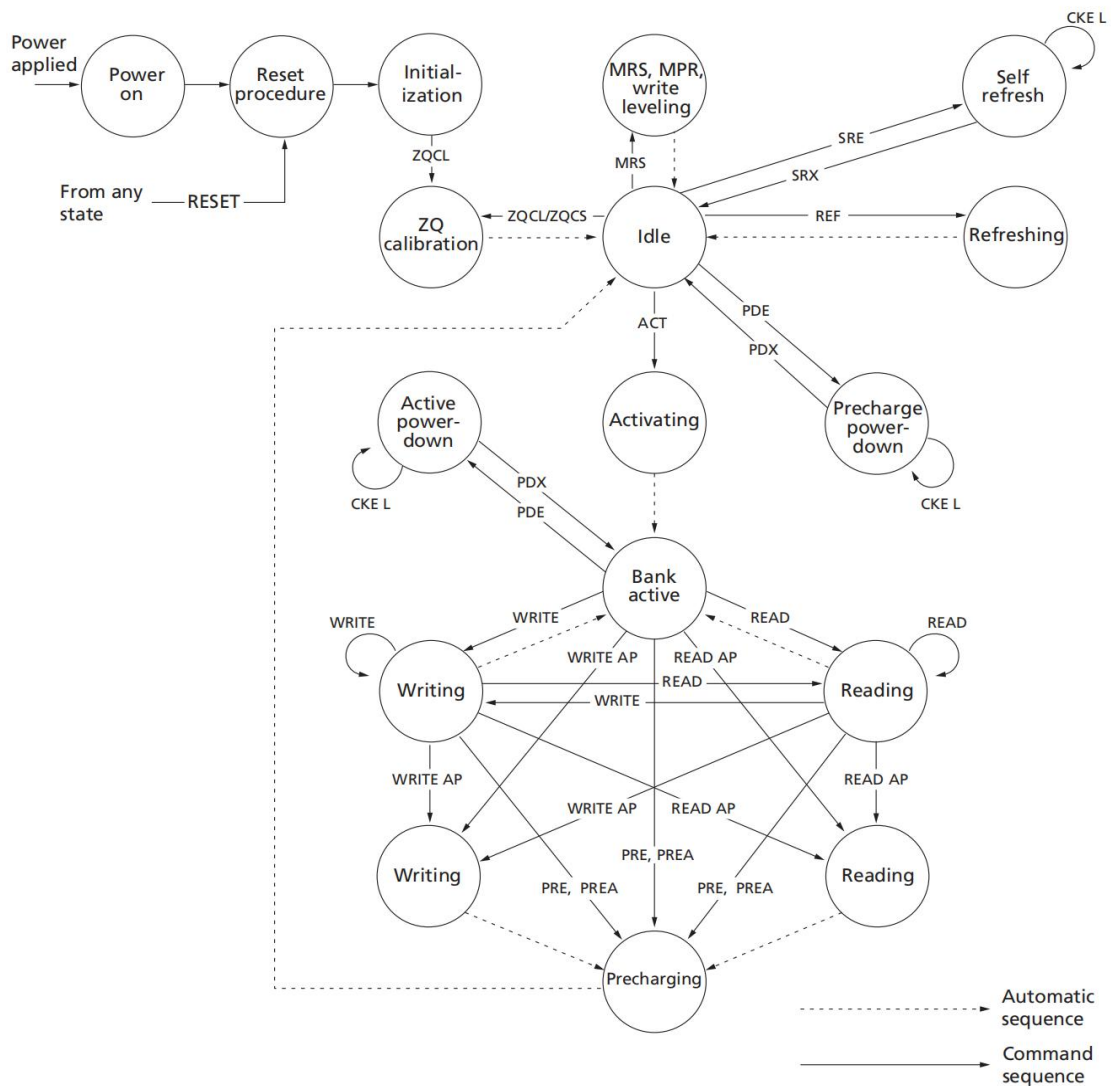 Power
applied
Power
on
Reset
procedure
Initial-
ization
MRS, MPR,
write
leveling
Self
refresh
CKE L
ZQCL
MRS
SRE
SRX
From any
state
RESET
ZQ
calibration
ZQCL/ZQCS
Idle
REF
Refreshing
PDE
PDX
ACT
Active
power-
down
CKE L
Activating
Precharge
power-
down
CKE L
PDX
PDE
Bank
active
WRITE
WRITE
READ
READ
WRITE AP
READ AP
Writing
READ
WRITE
Reading
WRITE AP
READ AP
WRITE AP
READ AP
PRE, PREA
Writing
PRE, PREA
PRE, PREA
Reading
Precharging
Automatic
sequence
Command
sequence